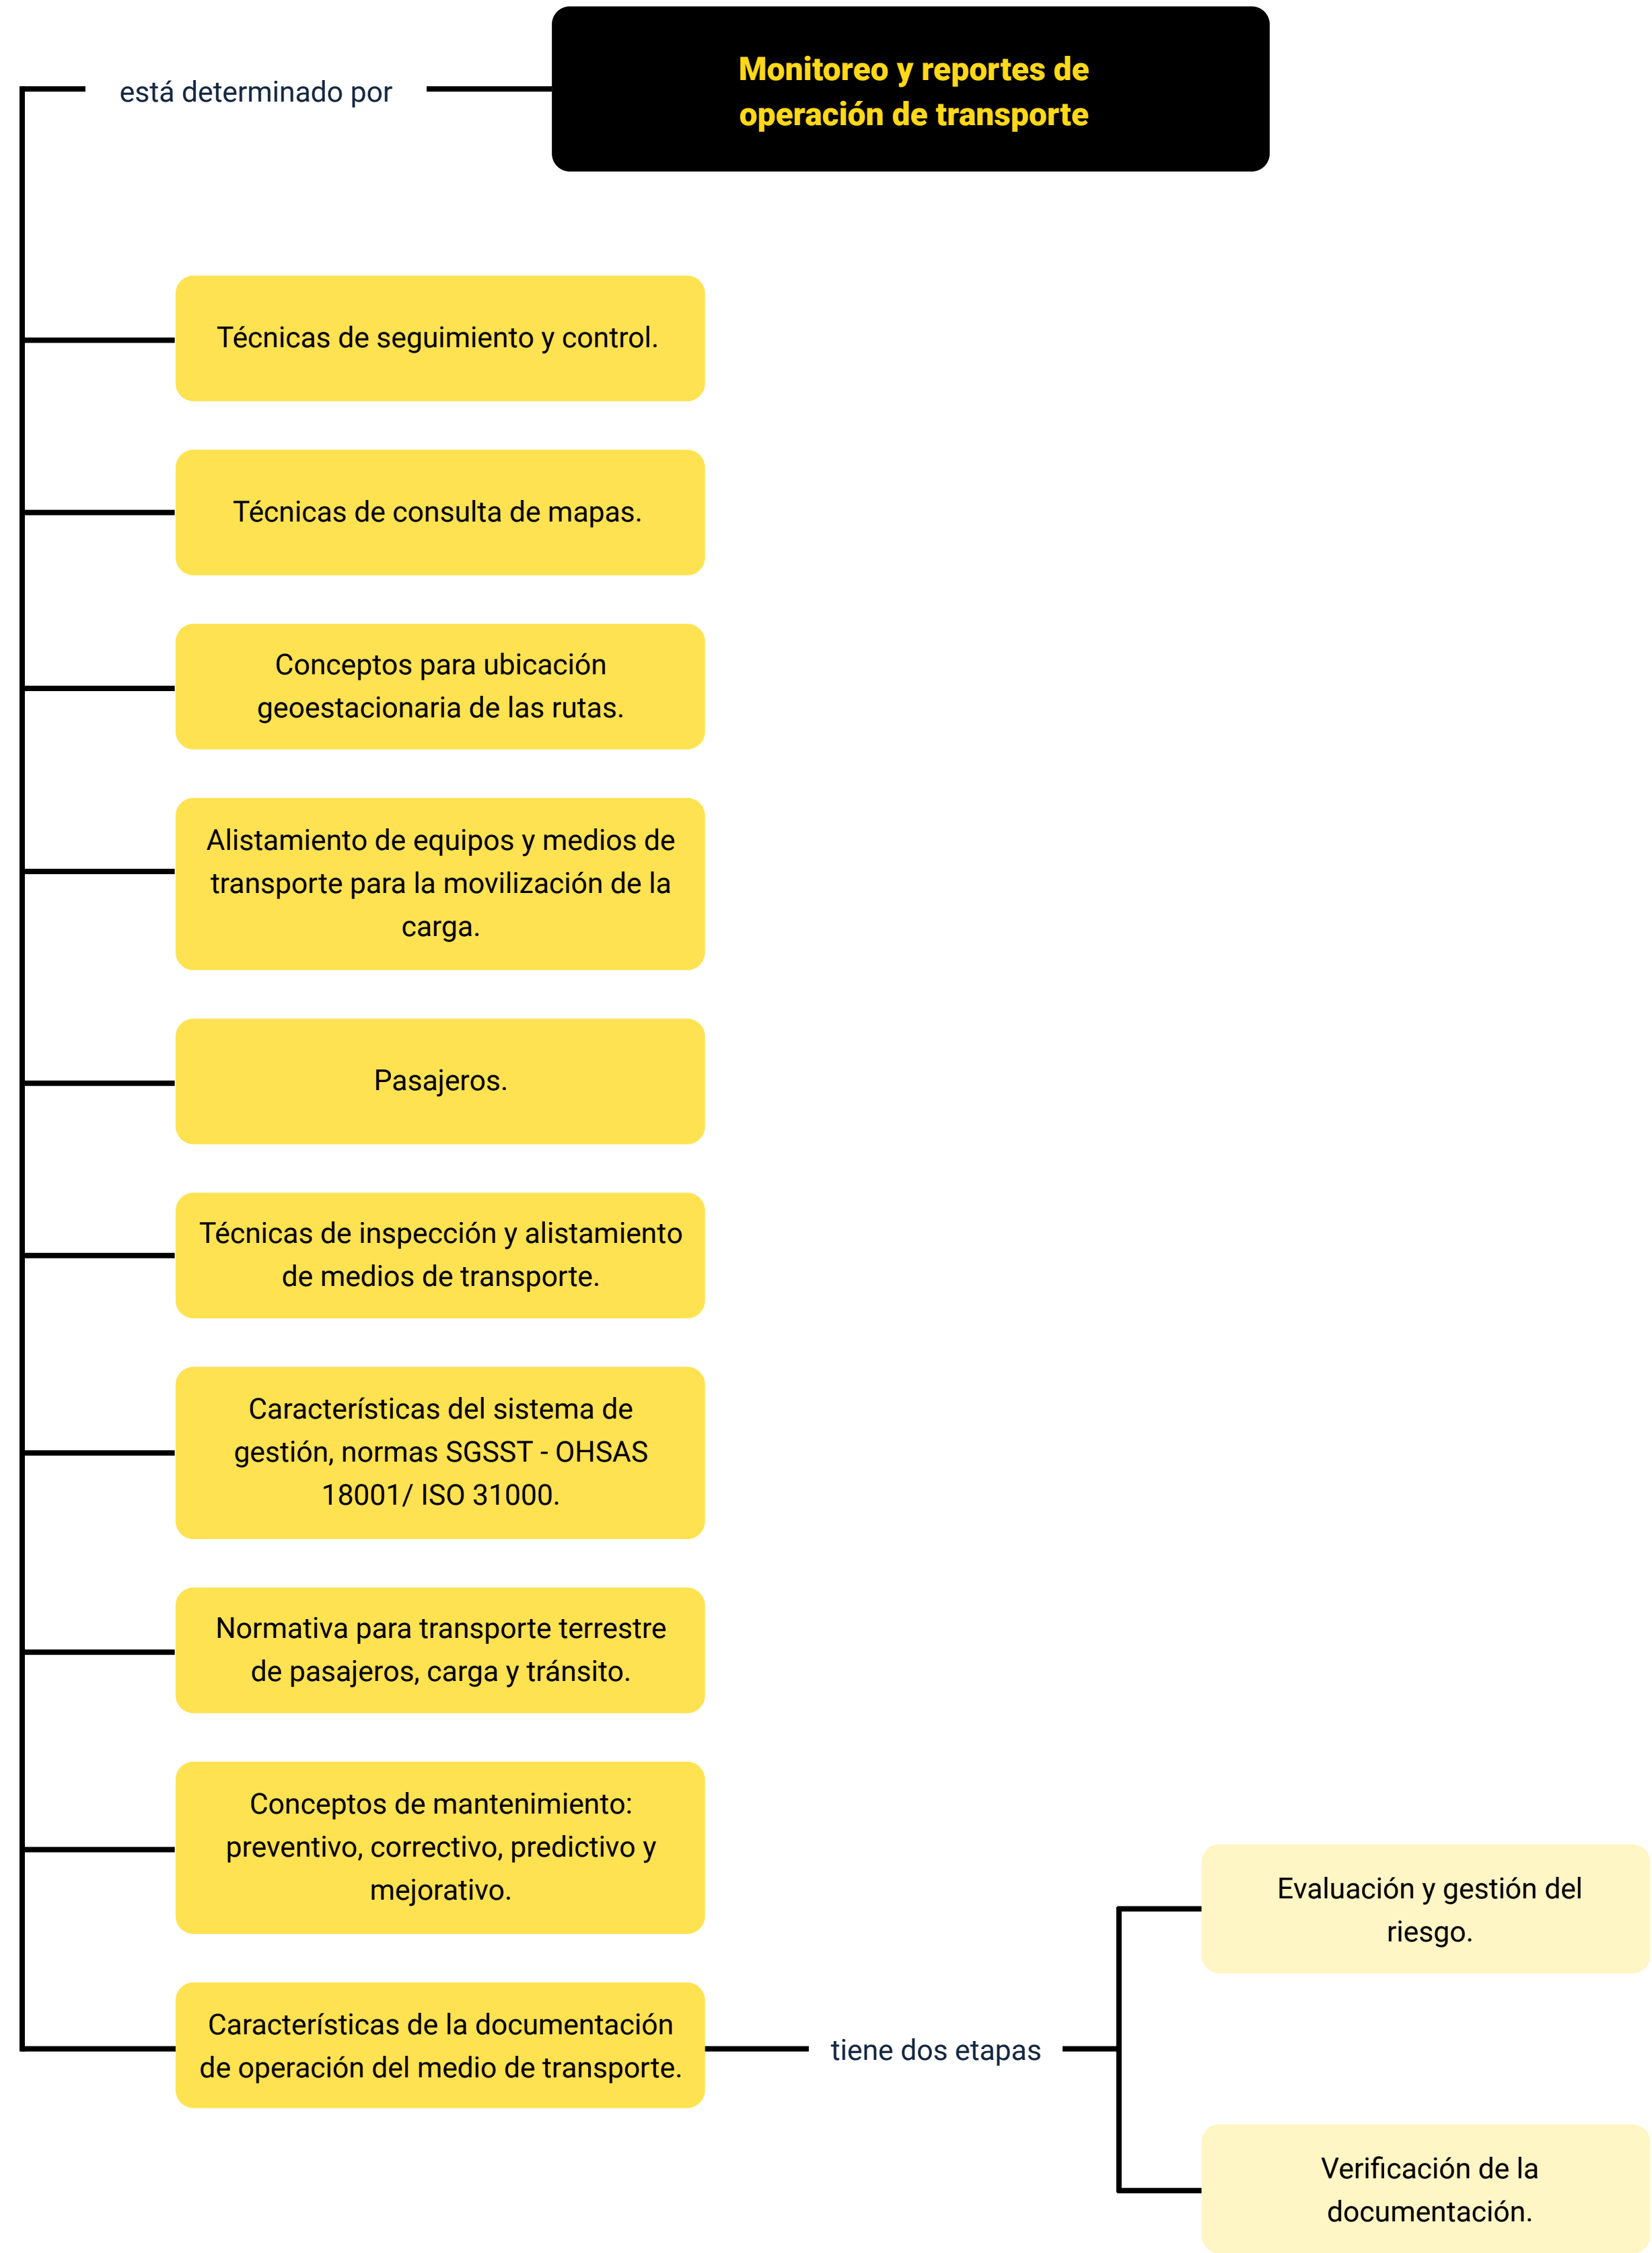 Monitoreo y reportes de
operación de transporte
está determinado por
Técnicas de seguimiento y control.
Técnicas de consulta de mapas.
Conceptos para ubicación
geoestacionaria de las rutas.
Alistamiento de equipos y medios de
transporte para la movilización de la
carga.
Pasajeros.
Técnicas de inspección y alistamiento
de medios de transporte.
Características del sistema de
gestión, normas SGSST - OHSAS
18001/ ISO 31000.
Normativa para transporte terrestre
de pasajeros, carga y tránsito.
Conceptos de mantenimiento:
preventivo, correctivo, predictivo y
mejorativo.
Características de la documentación
de operación del medio de transporte.
tiene dos etapas
Evaluación y gestión del
riesgo.
Verificación de la
documentación.